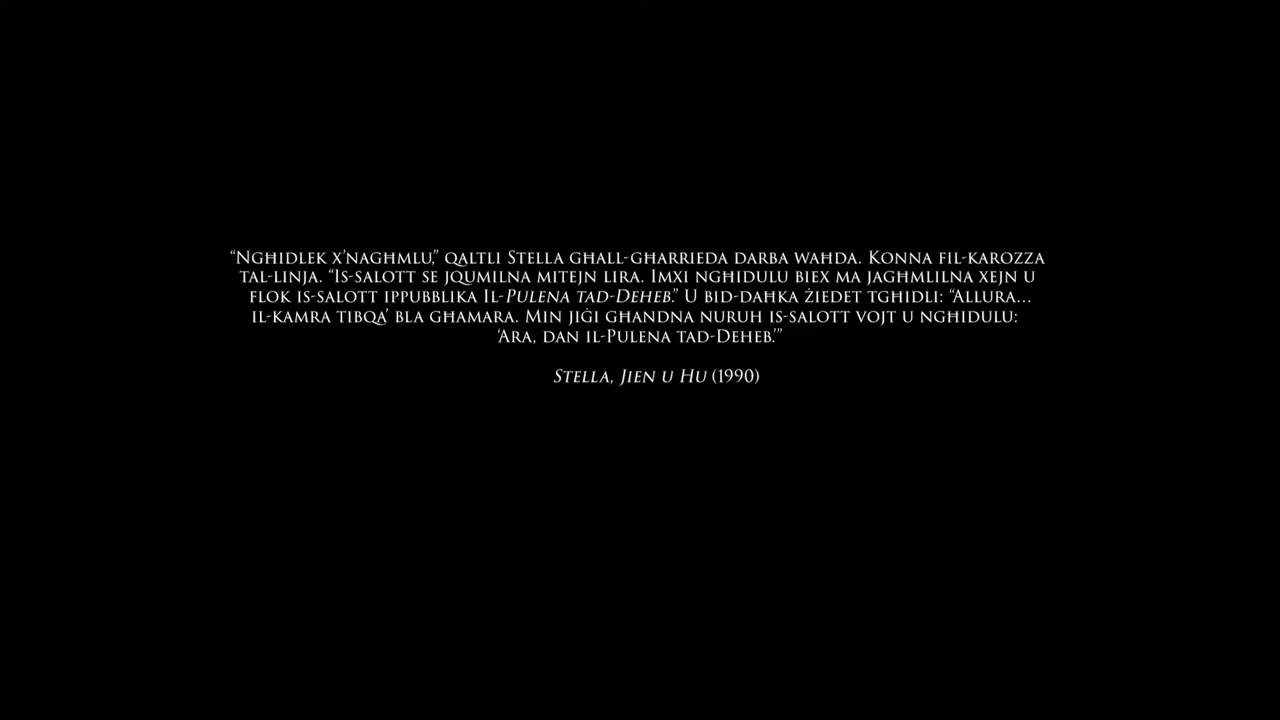 “Ngħidlek x’nagħmlu,” qaltli Stella għall-għarrieda darba waħda. Konna fil-karozza
tal-linja. “Is-salott se jqumilna mitejn lira. Imxi ngħidulu biex ma jagħmlilna xejn u
flok is-salott ippubblika Il-Pulena tad-Deheb.” U bid-daħka żiedet tgħidli: “Allura…
il-kamra tibqa’ bla għamara. Min jiġi għandna nuruh is-salott vojt u ngħidulu:
‘Ara, dan il-Pulena tad-Deheb.’”
Stella, Jien u Hu (1990)